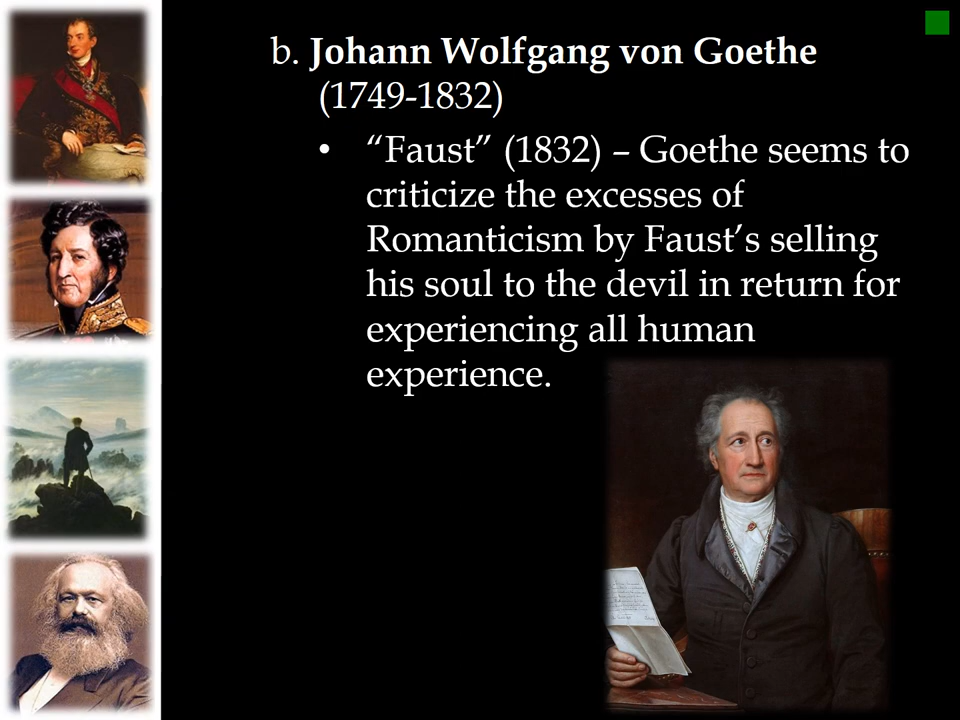 b. Johann Wolfgang von Goethe
(1749-1832)
• “Faust” (1832) – Goethe seems to
criticize the excesses of
Romanticism by Faust’s selling
his soul to the devil in return for
experiencing all human
experience.